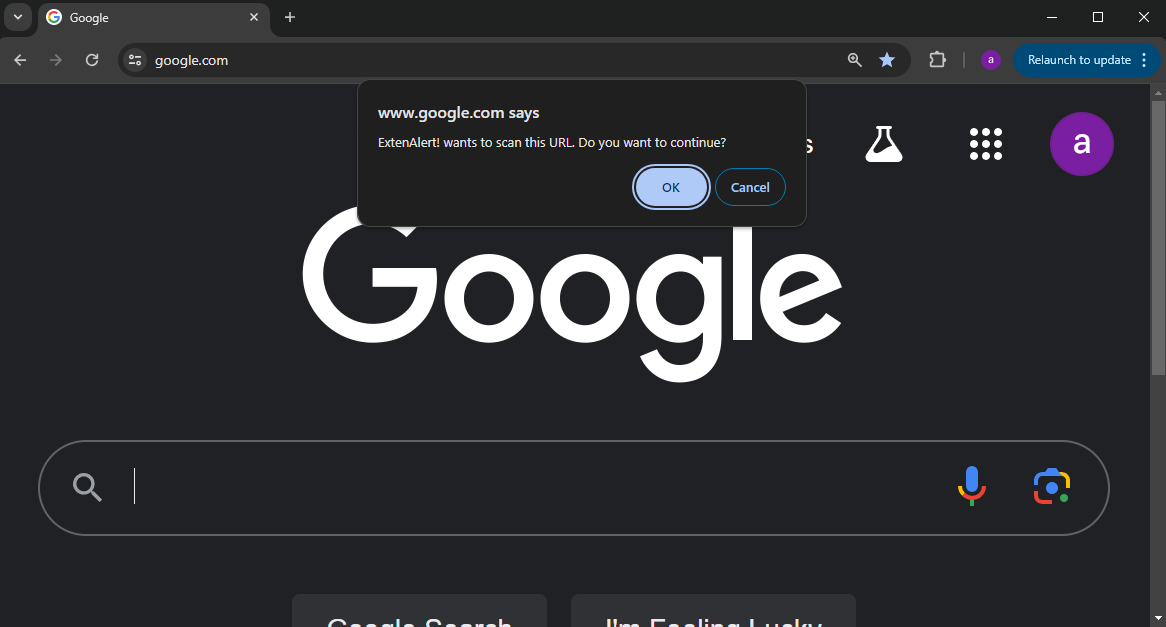 Google
google.com
a
Relaunch to update
www.google.com says
ExtenAlert! wants to scan this URL. Do you want to continue?
OK
Cancel
s
a
Google
Google Search
I'm Feeling Lucky